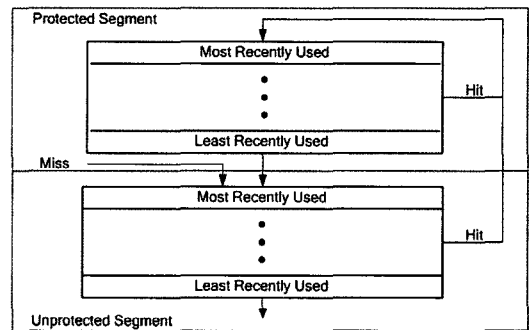 Protected Segment
Most Recently Used
Hit
Least Recently Used
Miss
Most Recently Used
Hit
Least Recently Used
Unprotected Segment